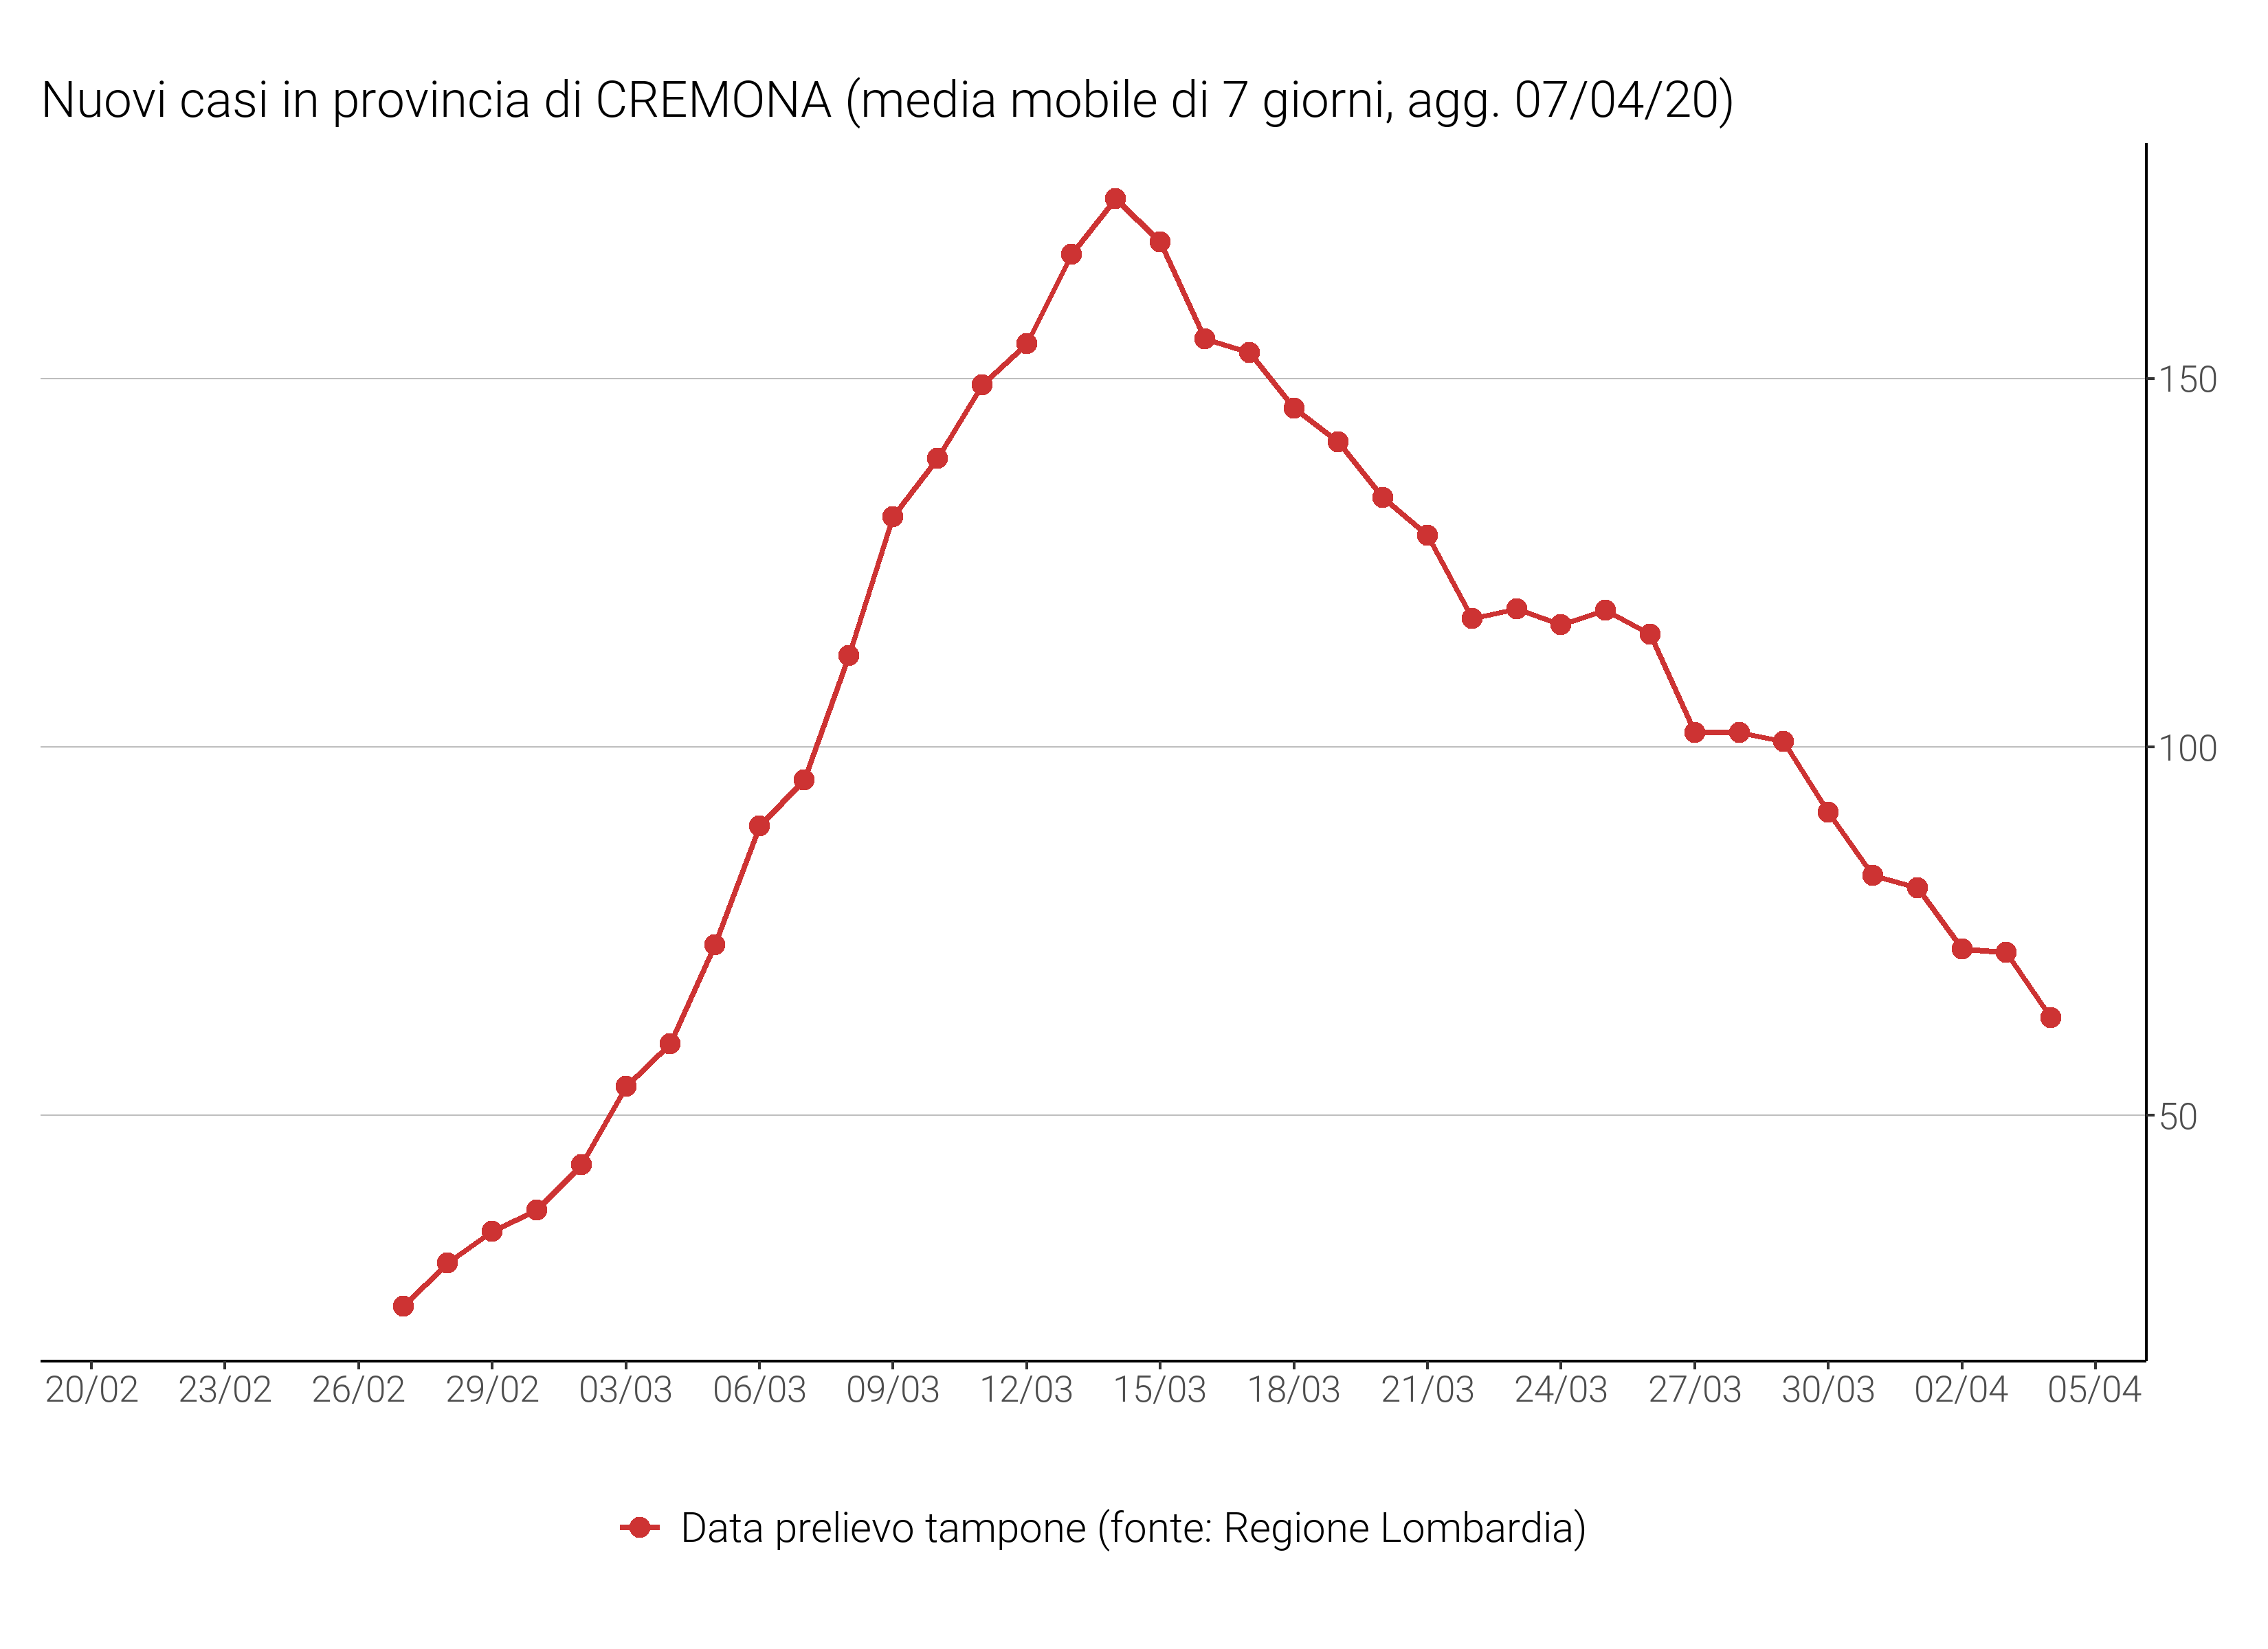 Nuovi casi in provincia di CREMONA (media mobile di 7 giorni, agg. 07/04/20)
150
100
50
20/02 23/02 26/02 29/02 03/03 06/03 09/03 12/03 15/03 18/03 21/03 24/03 27/03 30/03 02/04 05/04
Data prelievo tampone (fonte: Regione Lombardia)